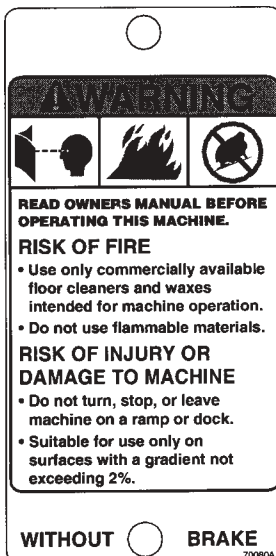 ⚠WARNING
READ OWNERS MANUAL BEFORE
OPERATING THIS MACHINE.
RISK OF FIRE
• Use only commercially available
floor cleaners and waxes
intended for machine operation.
• Do not use flammable materials.
RISK OF INJURY OR
DAMAGE TO MACHINE
• Do not turn, stop, or leave
machine on a ramp or dock.
• Suitable for use only on
surfaces with a gradient not
exceeding 2%.
WITHOUT BRAKE
70060A